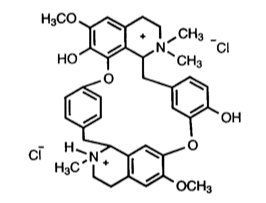 H3CO
+
N
CH3
CH3
-Cl
HO
O
OH
O
H
Cl-
N
+
H3C
OCH3